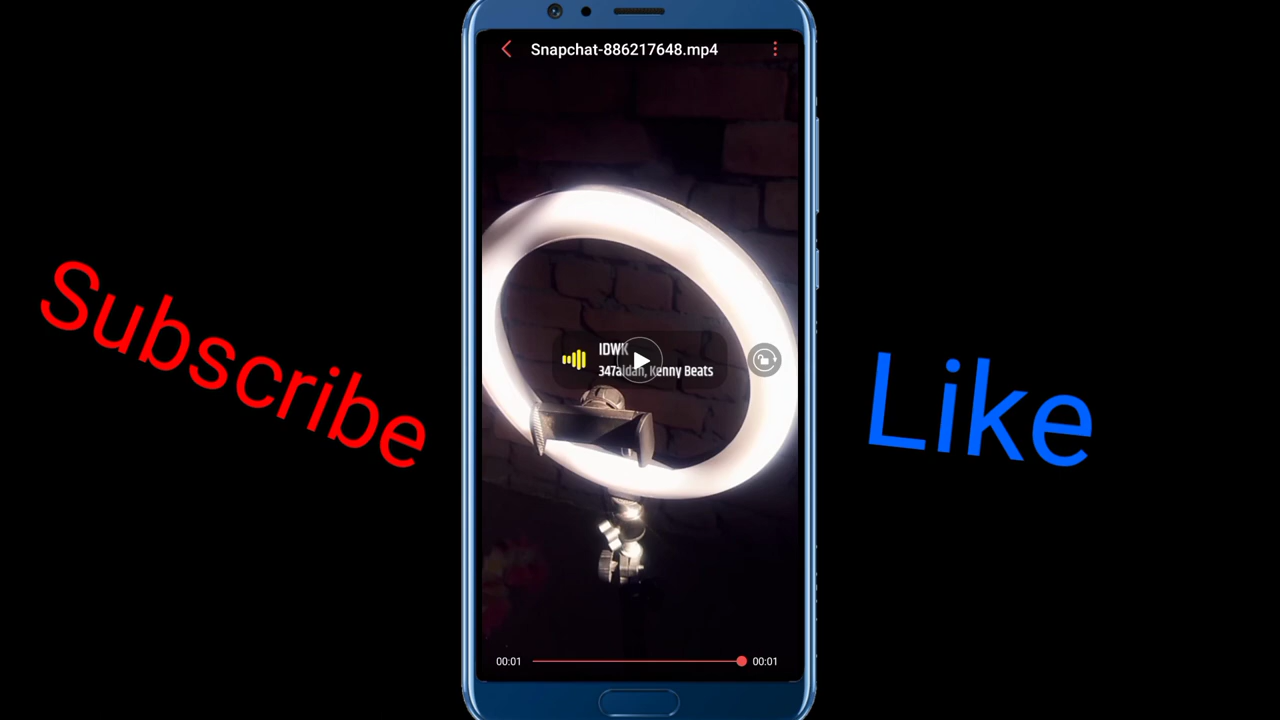 Snapchat-886217648.mp4
Subscribe
IDWK
347aidan, Kenny Beats
Like
00:01
00:01